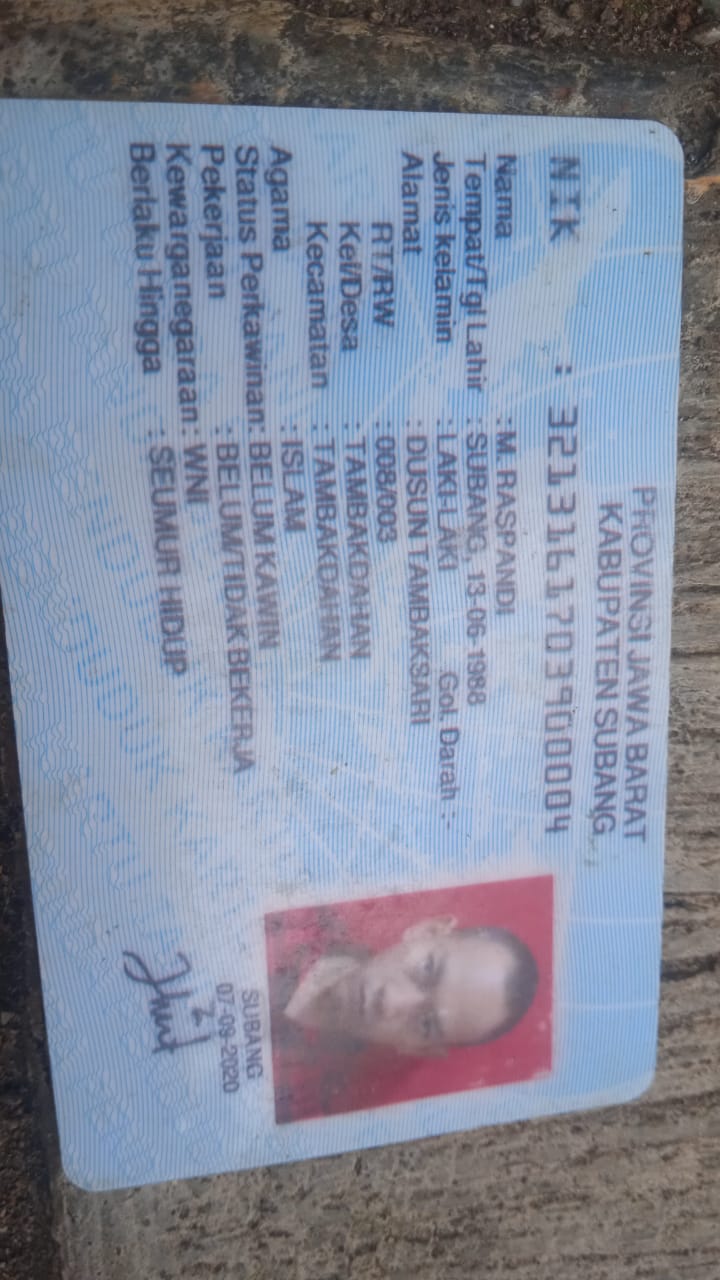 PROVINSI JAWA BARAT
KABUPATEN SUBANG
NIK : 3213161703900004
Nama : M. RASPANDI
Tempat/Tgl Lahir : SUBANG, 13-06-1988
Jenis kelamin : LAKI-LAKI Gol. Darah : -
Alamat : DUSUN TAMBAKSARI
RT/RW : 008/003
Kel/Desa : TAMBAKDAHAN
Kecamatan : TAMBAKDAHAN
Agama : ISLAM
Status Perkawinan: BELUM KAWIN
Pekerjaan : BELUM/TIDAK BEKERJA
Kewarganegaraan: WNI
Berlaku Hingga : SEUMUR HIDUP
SUBANG
07-09-2020